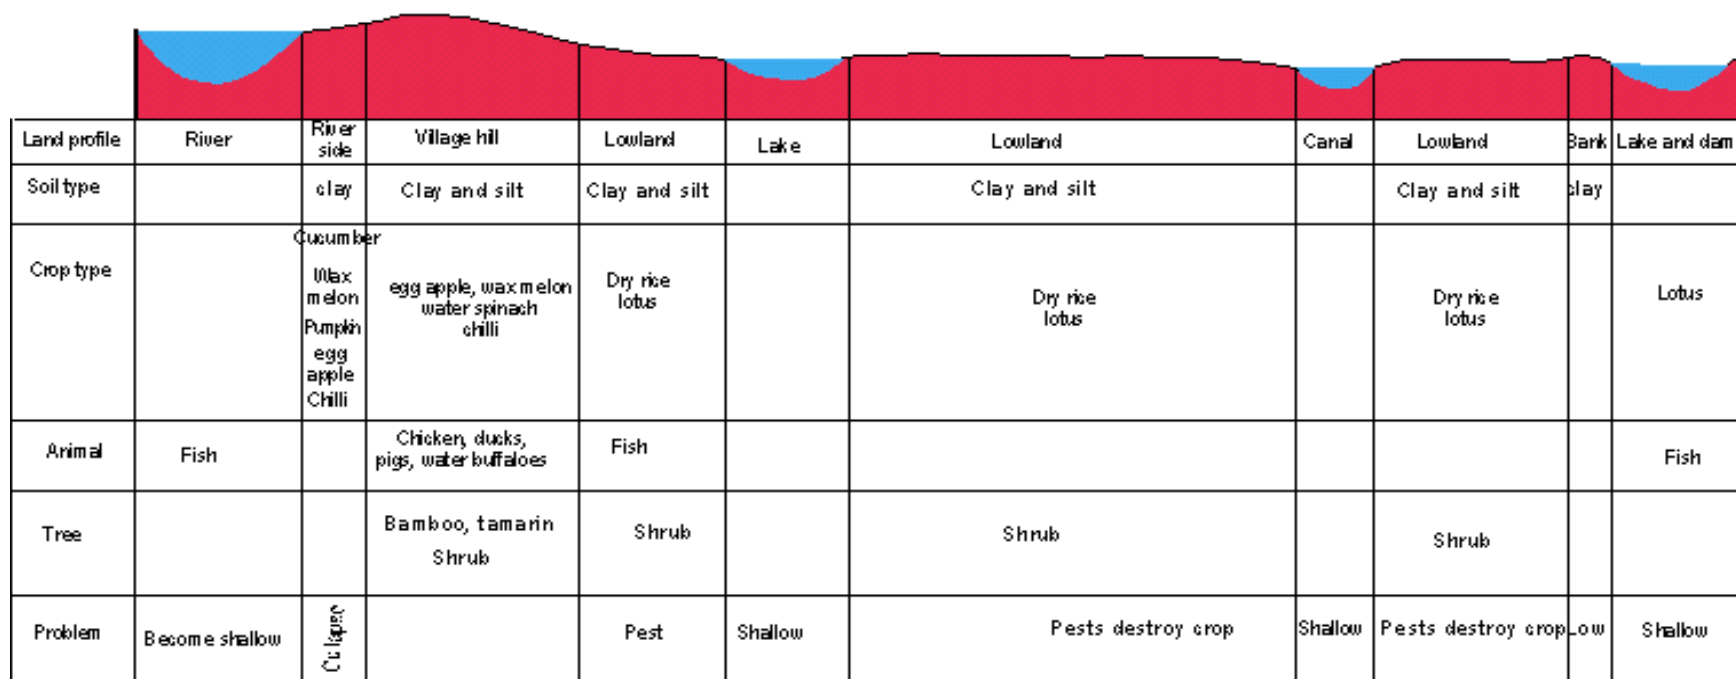 Land profile
River
River
side
Village hill
Lowland
Lake
Lowland
Canal
Lowland
Bank
Lake and dam
Soil type
clay
Clay and silt
Clay and silt
Clay and silt
Clay and silt
clay
Crop type
Cucumber
Wax
melon
Pumpkin
egg
apple
Chilli
egg apple, wax melon
water spinach
chilli
Dry rice
lotus
Dry rice
lotus
Dry rice
lotus
Lotus
Animal
Fish
Chicken, ducks,
pigs, water buffaloes
Fish
Fish
Tree
Bamboo, tamarin
Shrub
Shrub
Shrub
Shrub
Problem
Become shallow
Pest
Shallow
Pests destroy crop
Shallow
Pests destroy crop
Low
Shallow